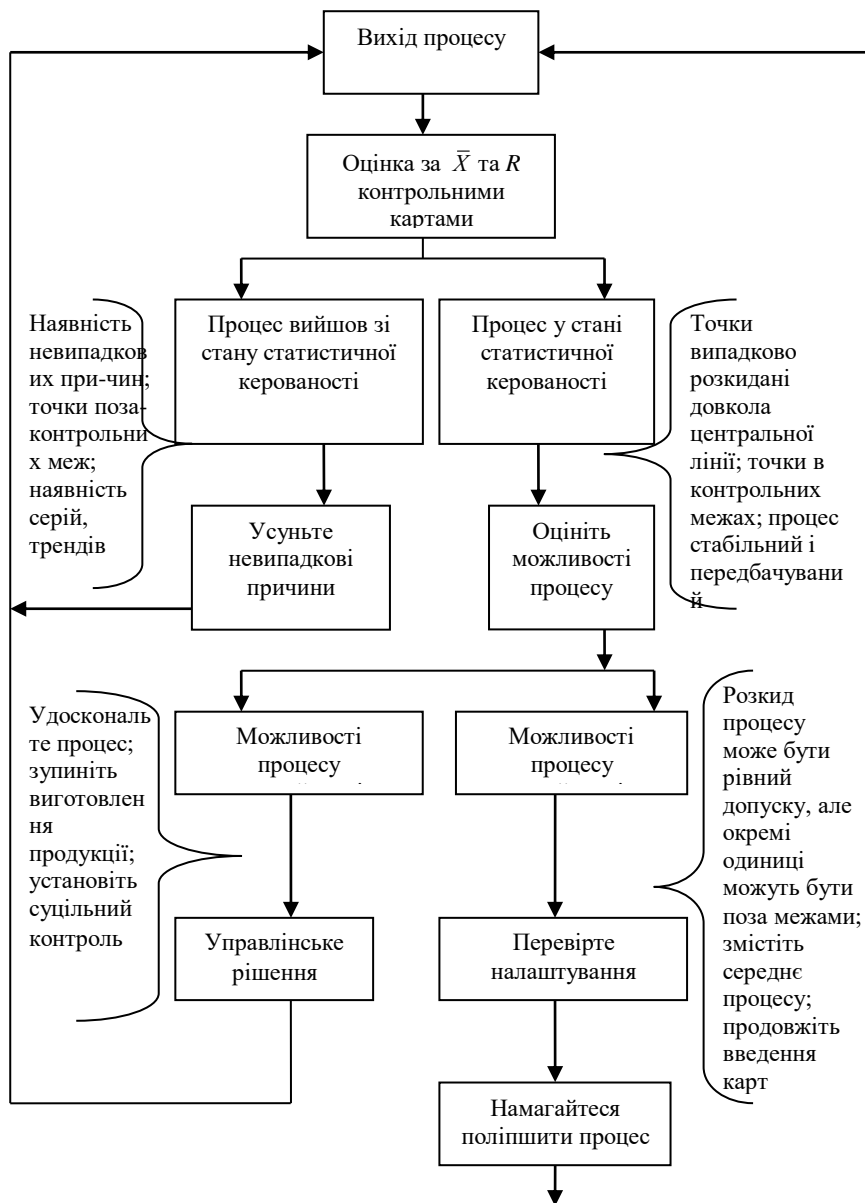 Вихід процесу
Оцінка за X̅ та R
контрольними
картами
Наявність
невипадков
их при-чин;
точки поза-
контрольни
х меж;
наявність
серій,
трендів
Процес вийшов зі
стану статистичної
керованості
Процес у стані
статистичної
керованості
Точки
випадково
розкидані
довкола
центральної
лінії; точки в
контрольних
межах; процес
стабільний і
передбачувани
й
Усуньте
невипадкові
причини
Оцініть
можливості
процесу
Удоскональ
те процес;
зупиніть
виготовлен
ня
продукції;
установіть
суцільний
контроль
Можливості
процесу
Можливості
процесу
Розкид
процесу
може бути
рівний
допуску, але
окремі
одиниці
можуть бути
поза межами;
змістіть
середнє
процесу;
продовжіть
введення
карт
Управлінське
рішення
Перевірте
налаштування
Намагайтеся
поліпшити процес